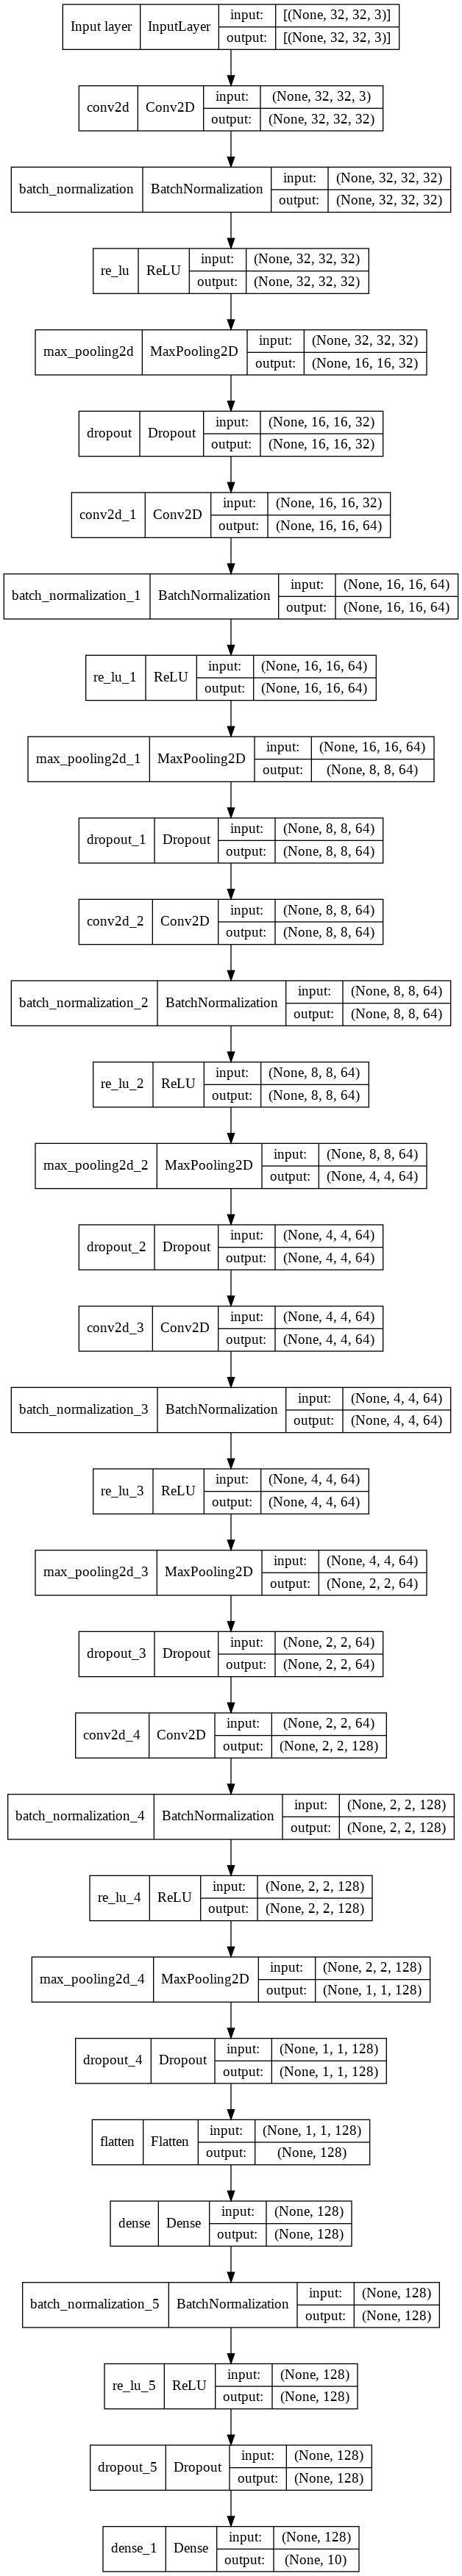 Input layer InputLayer input: [(None, 32, 32, 3)]
output: [(None, 32, 32, 3)]
conv2d Conv2D input: (None, 32, 32, 3)
output: (None, 32, 32, 32)
batch_normalization BatchNormalization input: (None, 32, 32, 32)
output: (None, 32, 32, 32)
re_lu ReLU input: (None, 32, 32, 32)
output: (None, 32, 32, 32)
max_pooling2d MaxPooling2D input: (None, 32, 32, 32)
output: (None, 16, 16, 32)
dropout Dropout input: (None, 16, 16, 32)
output: (None, 16, 16, 32)
conv2d_1 Conv2D input: (None, 16, 16, 32)
output: (None, 16, 16, 64)
batch_normalization_1 BatchNormalization input: (None, 16, 16, 64)
output: (None, 16, 16, 64)
re_lu_1 ReLU input: (None, 16, 16, 64)
output: (None, 16, 16, 64)
max_pooling2d_1 MaxPooling2D input: (None, 16, 16, 64)
output: (None, 8, 8, 64)
dropout_1 Dropout input: (None, 8, 8, 64)
output: (None, 8, 8, 64)
conv2d_2 Conv2D input: (None, 8, 8, 64)
output: (None, 8, 8, 64)
batch_normalization_2 BatchNormalization input: (None, 8, 8, 64)
output: (None, 8, 8, 64)
re_lu_2 ReLU input: (None, 8, 8, 64)
output: (None, 8, 8, 64)
max_pooling2d_2 MaxPooling2D input: (None, 8, 8, 64)
output: (None, 4, 4, 64)
dropout_2 Dropout input: (None, 4, 4, 64)
output: (None, 4, 4, 64)
conv2d_3 Conv2D input: (None, 4, 4, 64)
output: (None, 4, 4, 64)
batch_normalization_3 BatchNormalization input: (None, 4, 4, 64)
output: (None, 4, 4, 64)
re_lu_3 ReLU input: (None, 4, 4, 64)
output: (None, 4, 4, 64)
max_pooling2d_3 MaxPooling2D input: (None, 4, 4, 64)
output: (None, 2, 2, 64)
dropout_3 Dropout input: (None, 2, 2, 64)
output: (None, 2, 2, 64)
conv2d_4 Conv2D input: (None, 2, 2, 64)
output: (None, 2, 2, 128)
batch_normalization_4 BatchNormalization input: (None, 2, 2, 128)
output: (None, 2, 2, 128)
re_lu_4 ReLU input: (None, 2, 2, 128)
output: (None, 2, 2, 128)
max_pooling2d_4 MaxPooling2D input: (None, 2, 2, 128)
output: (None, 1, 1, 128)
dropout_4 Dropout input: (None, 1, 1, 128)
output: (None, 1, 1, 128)
flatten Flatten input: (None, 1, 1, 128)
output: (None, 128)
dense Dense input: (None, 128)
output: (None, 128)
batch_normalization_5 BatchNormalization input: (None, 128)
output: (None, 128)
re_lu_5 ReLU input: (None, 128)
output: (None, 128)
dropout_5 Dropout input: (None, 128)
output: (None, 128)
dense_1 Dense input: (None, 128)
output: (None, 10)